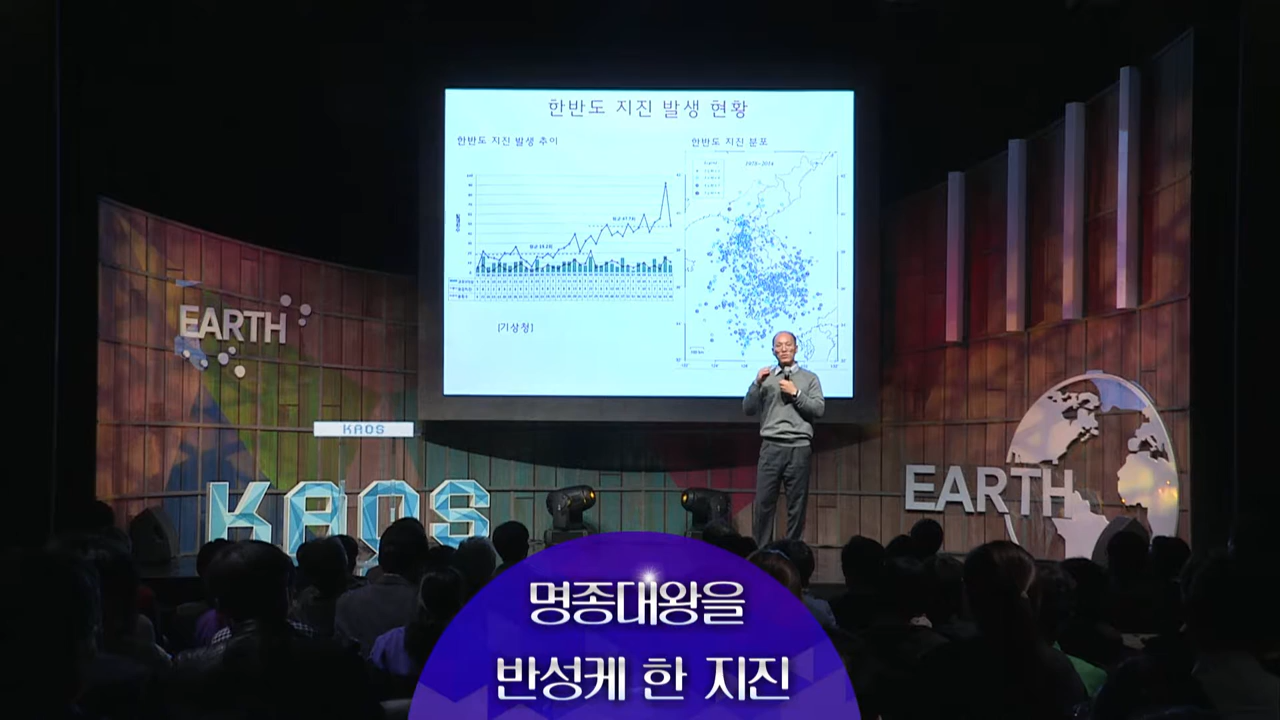 한반도 지진 발생 현황
한반도 지진 발생 추이
한반도 지진 분포
1978~2014
[기상청]
EARTH
KAOS
KAOS
EARTH
명종대왕을
반성케 한 지진